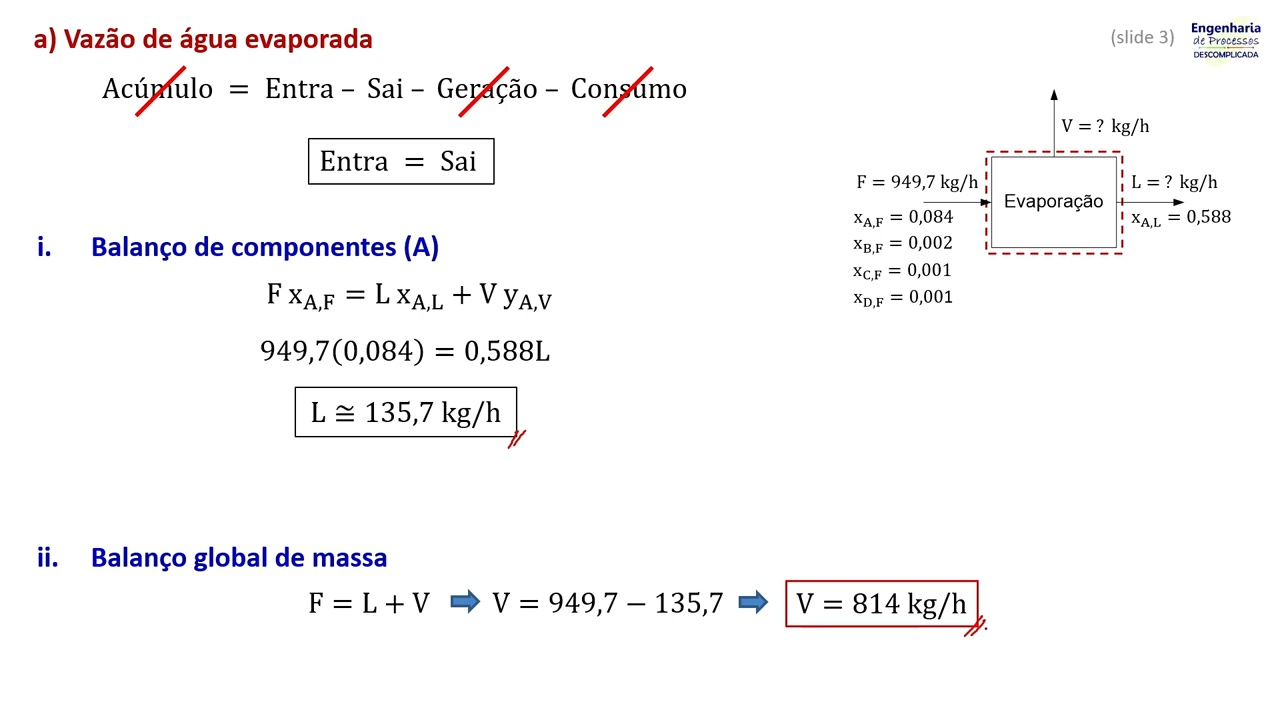 a) Vazão de água evaporada
(slide 3)
Engenharia
de Processos
DESCOMPLICADA
Acúmulo = Entra – Sai – Geração – Consumo
Entra = Sai
V = ? kg/h
F = 949,7 kg/h
L = ? kg/h
Evaporação
x_A,F = 0,084
x_A,L = 0,588
x_B,F = 0,002
x_C,F = 0,001
x_D,F = 0,001
i. Balanço de componentes (A)
F x_A,F = L x_A,L + V y_A,V
949,7(0,084) = 0,588L
L ≅ 135,7 kg/h
ii. Balanço global de massa
F = L + V ➡ V = 949,7 − 135,7 ➡ V = 814 kg/h